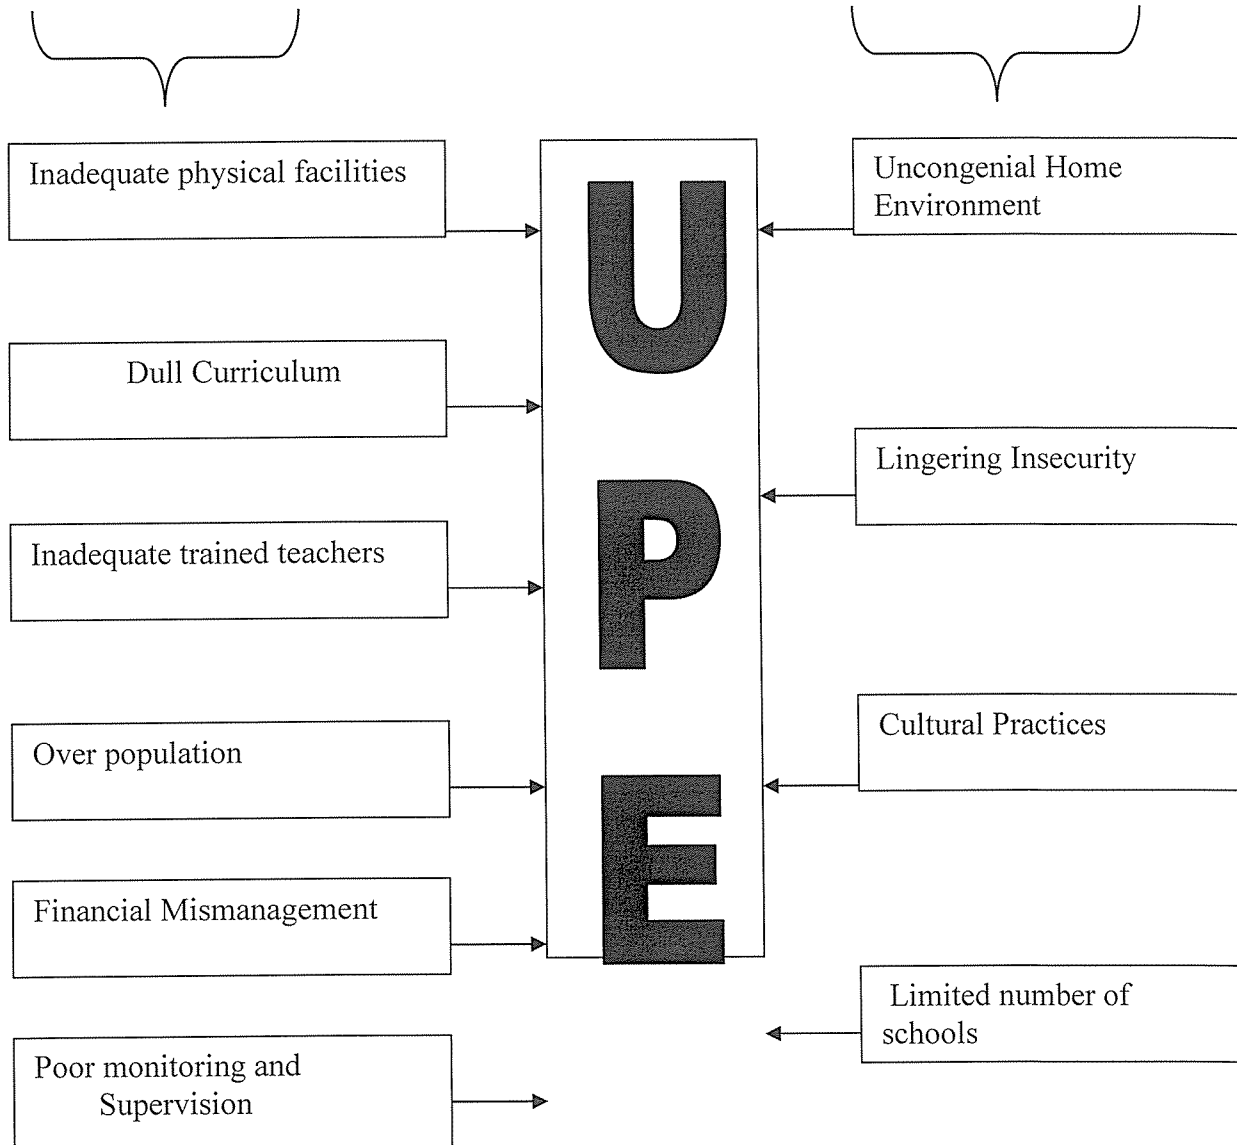 Inadequate physical facilities
Dull Curriculum
Inadequate trained teachers
Over population
Financial Mismanagement
Poor monitoring and
Supervision
U
P
E
Uncongenial Home
Environment
Lingering Insecurity
Cultural Practices
Limited number of
schools